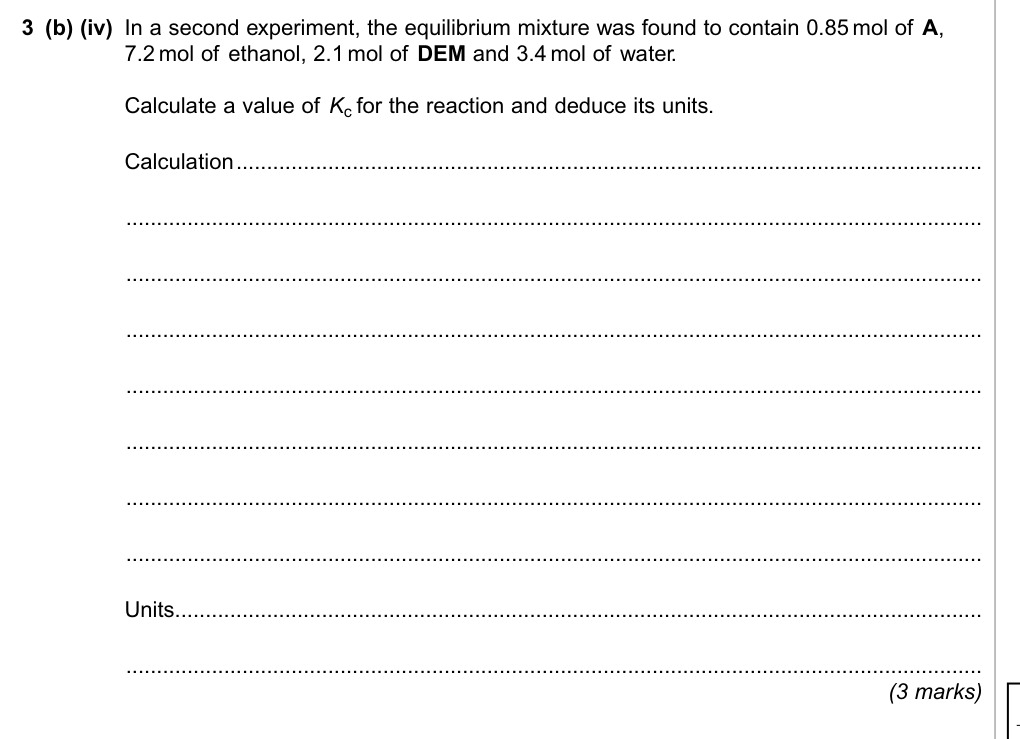 3 (b) (iv) In a second experiment, the equilibrium mixture was found to contain 0.85 mol of A,
7.2 mol of ethanol, 2.1 mol of DEM and 3.4 mol of water.
Calculate a value of Kc for the reaction and deduce its units.
Calculation
Units
(3 marks)